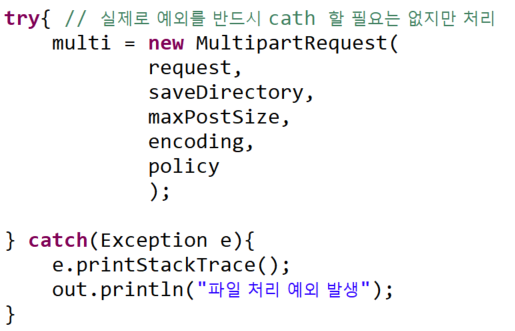 try{ // 실제로 예외를 반드시 cath 할 필요는 없지만 처리
    multi = new MultipartRequest(
            request,
            saveDirectory,
            maxPostSize,
            encoding,
            policy
            );

} catch(Exception e){
    e.printStackTrace();
    out.println("파일 처리 예외 발생");
}